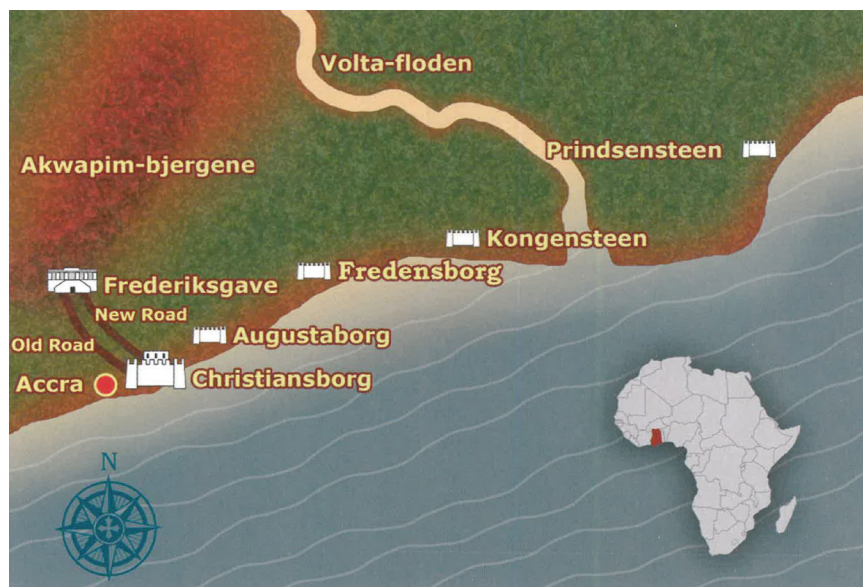 Volta-floden
Prindsensteen
Akwapim-bjergene
Kongensteen
Fredensborg
Frederiksgave
New Road
Augustaborg
Old Road
Christiansborg
Accra
N